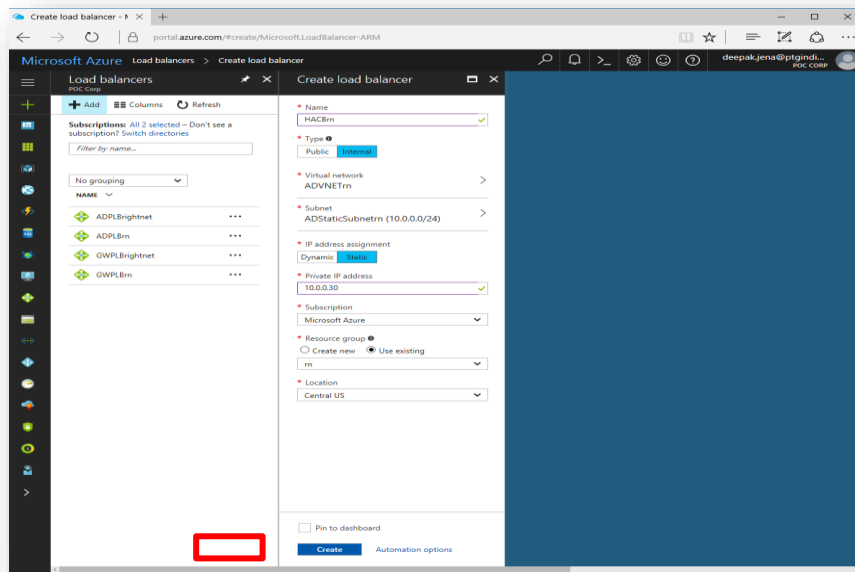 Create load balancer - M
portal.azure.com/#create/Microsoft.LoadBalancer-ARM
Microsoft Azure Load balancers > Create load balancer
deepak.jena@ptgindi...
POC CORP
Load balancers
POC Corp
Add Columns Refresh
Subscriptions: All 2 selected – Don't see a
subscription? Switch directories
Filter by name...
No grouping
NAME
ADPLBrightnet
ADPLBrn
GWPLBrightnet
GWPLBrn
Create load balancer
* Name
HACBrn
* Type
Public Internal
* Virtual network
ADVNETrn
* Subnet
ADStaticSubnetrn (10.0.0.0/24)
* IP address assignment
Dynamic Static
* Private IP address
10.0.0.30
* Subscription
Microsoft Azure
* Resource group
Create new Use existing
rn
* Location
Central US
Pin to dashboard
Create Automation options